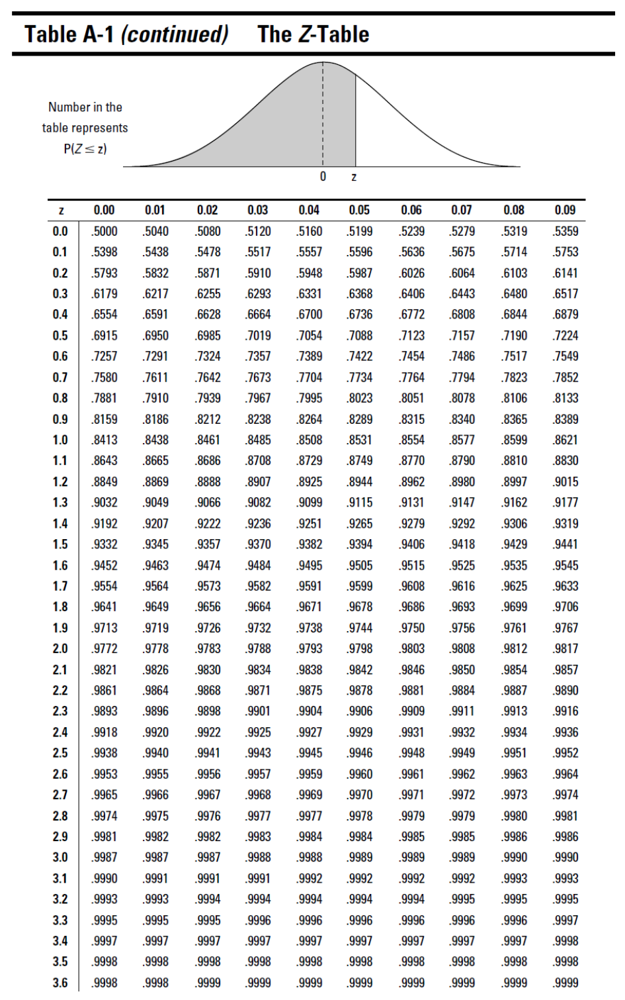 Table A-1 (continued) The Z-Table
Number in the
table represents
P(Z ≤ z)
0 z
z 0.00 0.01 0.02 0.03 0.04 0.05 0.06 0.07 0.08 0.09
0.0 .5000 .5040 .5080 .5120 .5160 .5199 .5239 .5279 .5319 .5359
0.1 .5398 .5438 .5478 .5517 .5557 .5596 .5636 .5675 .5714 .5753
0.2 .5793 .5832 .5871 .5910 .5948 .5987 .6026 .6064 .6103 .6141
0.3 .6179 .6217 .6255 .6293 .6331 .6368 .6406 .6443 .6480 .6517
0.4 .6554 .6591 .6628 .6664 .6700 .6736 .6772 .6808 .6844 .6879
0.5 .6915 .6950 .6985 .7019 .7054 .7088 .7123 .7157 .7190 .7224
0.6 .7257 .7291 .7324 .7357 .7389 .7422 .7454 .7486 .7517 .7549
0.7 .7580 .7611 .7642 .7673 .7704 .7734 .7764 .7794 .7823 .7852
0.8 .7881 .7910 .7939 .7967 .7995 .8023 .8051 .8078 .8106 .8133
0.9 .8159 .8186 .8212 .8238 .8264 .8289 .8315 .8340 .8365 .8389
1.0 .8413 .8438 .8461 .8485 .8508 .8531 .8554 .8577 .8599 .8621
1.1 .8643 .8665 .8686 .8708 .8729 .8749 .8770 .8790 .8810 .8830
1.2 .8849 .8869 .8888 .8907 .8925 .8944 .8962 .8980 .8997 .9015
1.3 .9032 .9049 .9066 .9082 .9099 .9115 .9131 .9147 .9162 .9177
1.4 .9192 .9207 .9222 .9236 .9251 .9265 .9279 .9292 .9306 .9319
1.5 .9332 .9345 .9357 .9370 .9382 .9394 .9406 .9418 .9429 .9441
1.6 .9452 .9463 .9474 .9484 .9495 .9505 .9515 .9525 .9535 .9545
1.7 .9554 .9564 .9573 .9582 .9591 .9599 .9608 .9616 .9625 .9633
1.8 .9641 .9649 .9656 .9664 .9671 .9678 .9686 .9693 .9699 .9706
1.9 .9713 .9719 .9726 .9732 .9738 .9744 .9750 .9756 .9761 .9767
2.0 .9772 .9778 .9783 .9788 .9793 .9798 .9803 .9808 .9812 .9817
2.1 .9821 .9826 .9830 .9834 .9838 .9842 .9846 .9850 .9854 .9857
2.2 .9861 .9864 .9868 .9871 .9875 .9878 .9881 .9884 .9887 .9890
2.3 .9893 .9896 .9898 .9901 .9904 .9906 .9909 .9911 .9913 .9916
2.4 .9918 .9920 .9922 .9925 .9927 .9929 .9931 .9932 .9934 .9936
2.5 .9938 .9940 .9941 .9943 .9945 .9946 .9948 .9949 .9951 .9952
2.6 .9953 .9955 .9956 .9957 .9959 .9960 .9961 .9962 .9963 .9964
2.7 .9965 .9966 .9967 .9968 .9969 .9970 .9971 .9972 .9973 .9974
2.8 .9974 .9975 .9976 .9977 .9977 .9978 .9979 .9979 .9980 .9981
2.9 .9981 .9982 .9982 .9983 .9984 .9984 .9985 .9985 .9986 .9986
3.0 .9987 .9987 .9987 .9988 .9988 .9989 .9989 .9989 .9990 .9990
3.1 .9990 .9991 .9991 .9991 .9992 .9992 .9992 .9992 .9993 .9993
3.2 .9993 .9993 .9994 .9994 .9994 .9994 .9994 .9995 .9995 .9995
3.3 .9995 .9995 .9995 .9996 .9996 .9996 .9996 .9996 .9996 .9997
3.4 .9997 .9997 .9997 .9997 .9997 .9997 .9997 .9997 .9997 .9998
3.5 .9998 .9998 .9998 .9998 .9998 .9998 .9998 .9998 .9998 .9998
3.6 .9998 .9998 .9999 .9999 .9999 .9999 .9999 .9999 .9999 .9999